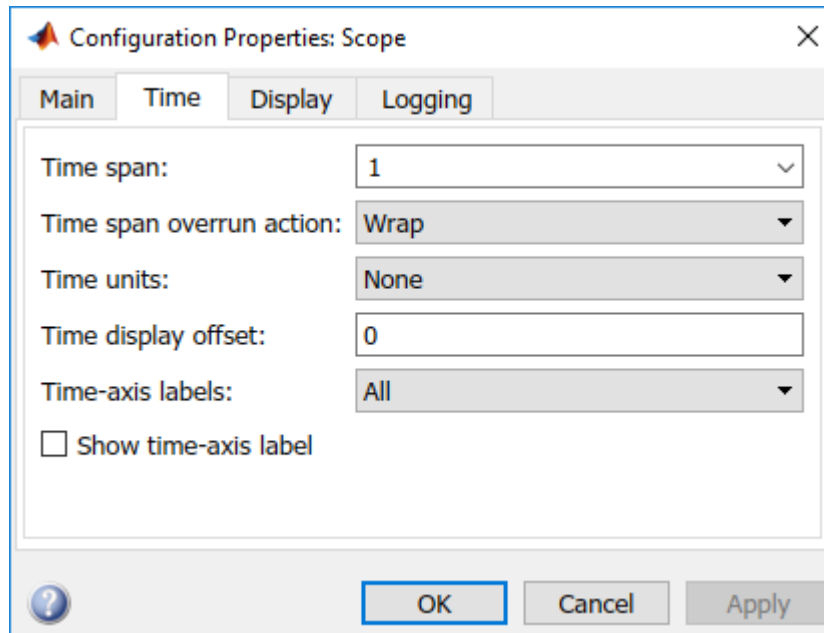 Configuration Properties: Scope
Main Time Display Logging
Time span: 1
Time span overrun action: Wrap
Time units: None
Time display offset: 0
Time-axis labels: All
Show time-axis label
? OK Cancel Apply